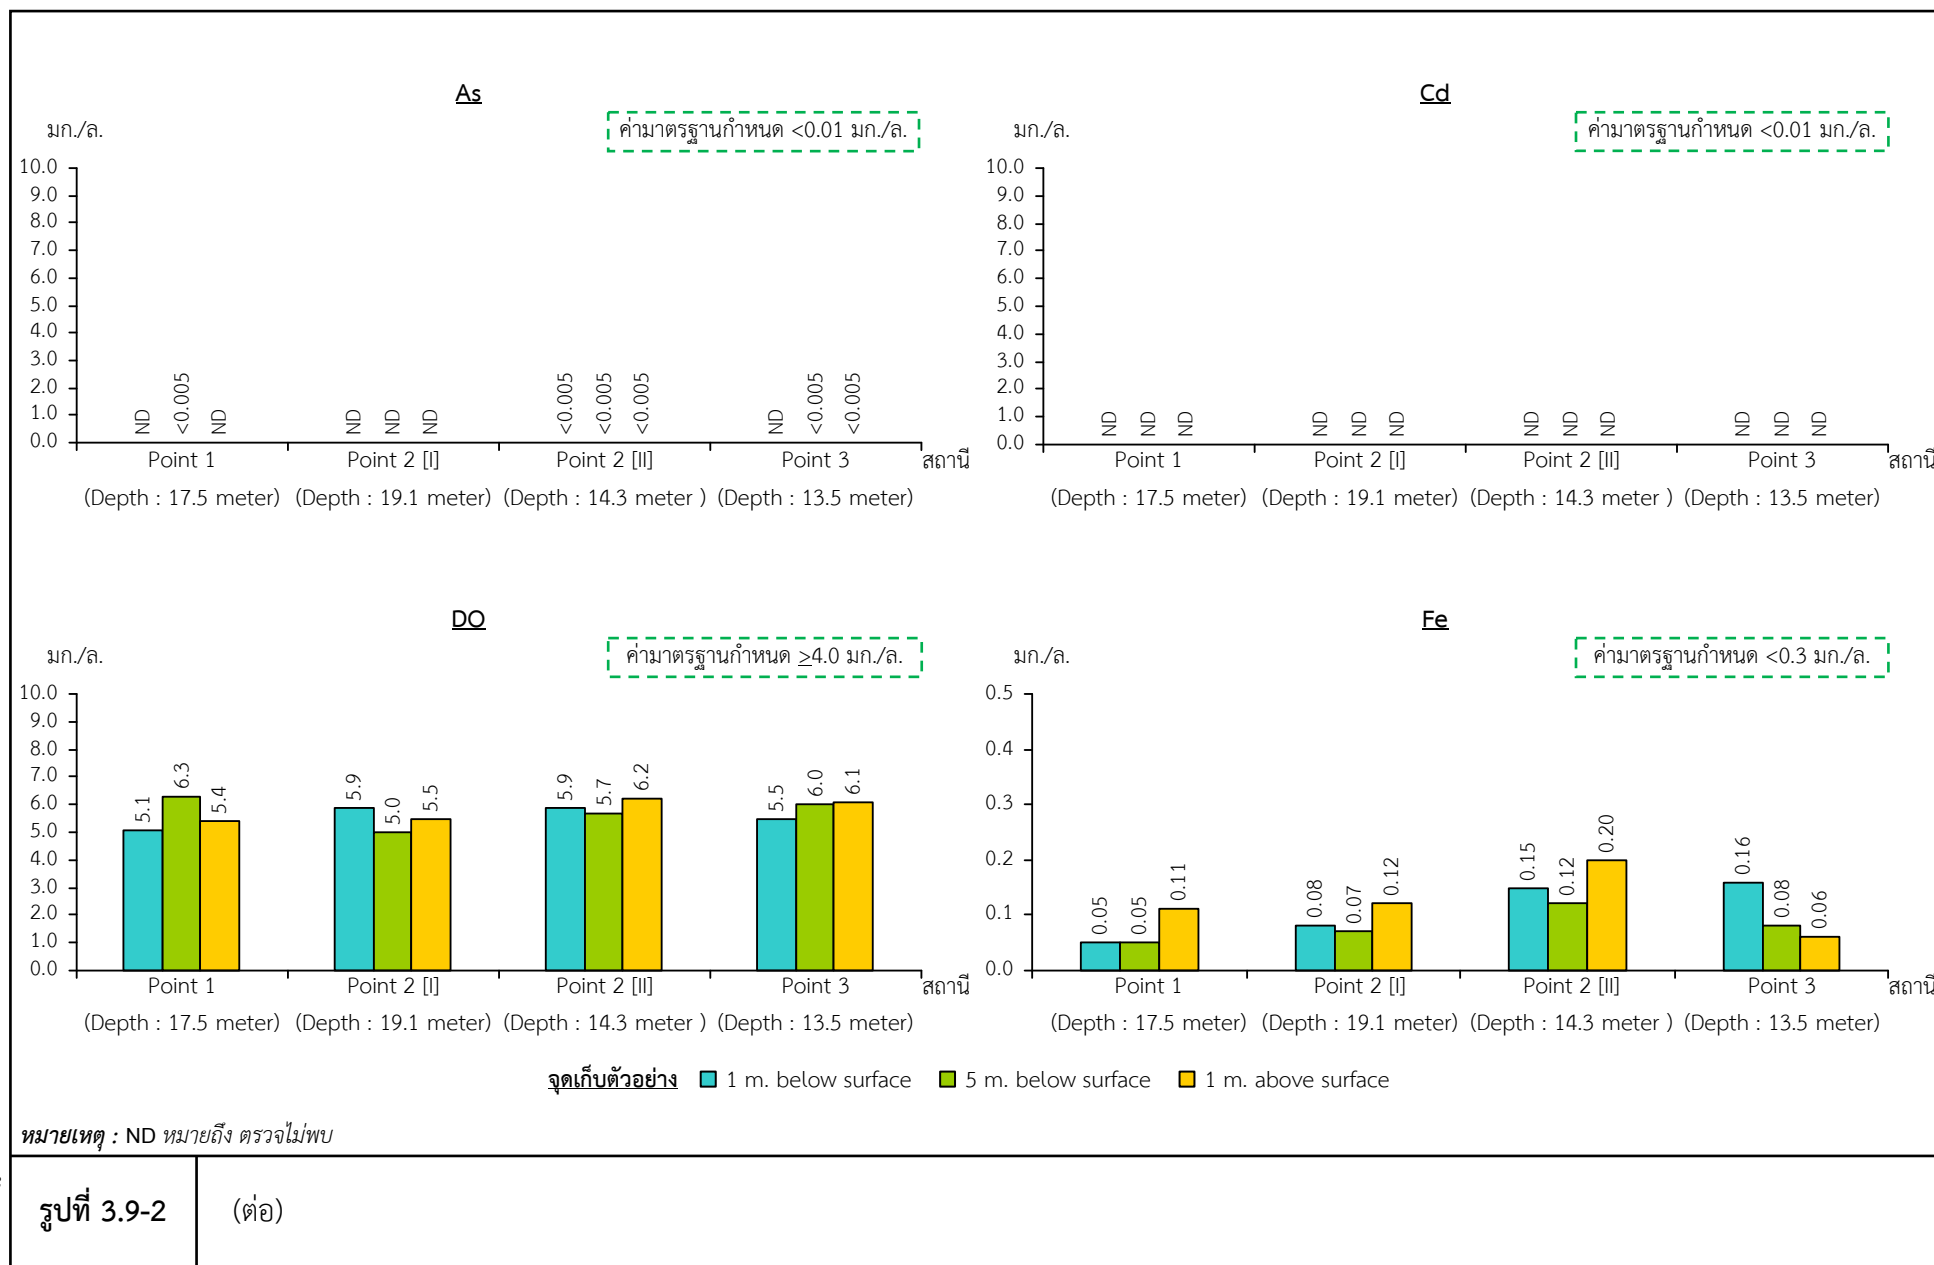 As
มก./ล.
ค่ามาตรฐานกำหนด <0.01 มก./ล.
10.0
9.0
8.0
7.0
6.0
5.0
4.0
3.0
2.0
1.0
0.0
ND <0.005 ND ND ND ND <0.005 <0.005 <0.005 ND <0.005 <0.005
Point 1 Point 2 [I] Point 2 [II] Point 3 สถานี
(Depth : 17.5 meter) (Depth : 19.1 meter) (Depth : 14.3 meter ) (Depth : 13.5 meter)
Cd
มก./ล.
ค่ามาตรฐานกำหนด <0.01 มก./ล.
10.0
9.0
8.0
7.0
6.0
5.0
4.0
3.0
2.0
1.0
0.0
ND ND ND ND ND ND ND ND ND ND ND ND
Point 1 Point 2 [I] Point 2 [II] Point 3 สถานี
(Depth : 17.5 meter) (Depth : 19.1 meter) (Depth : 14.3 meter ) (Depth : 13.5 meter)
DO
มก./ล.
ค่ามาตรฐานกำหนด ≥4.0 มก./ล.
10.0
9.0
8.0
7.0
6.0
5.0
4.0
3.0
2.0
1.0
0.0
5.1 6.3 5.4 5.9 5.0 5.5 5.9 5.7 6.2 5.5 6.0 6.1
Point 1 Point 2 [I] Point 2 [II] Point 3 สถานี
(Depth : 17.5 meter) (Depth : 19.1 meter) (Depth : 14.3 meter ) (Depth : 13.5 meter)
Fe
มก./ล.
ค่ามาตรฐานกำหนด <0.3 มก./ล.
0.5
0.4
0.3
0.2
0.1
0.0
0.05 0.05 0.11 0.08 0.07 0.12 0.15 0.12 0.20 0.16 0.08 0.06
Point 1 Point 2 [I] Point 2 [II] Point 3 สถานี
(Depth : 17.5 meter) (Depth : 19.1 meter) (Depth : 14.3 meter ) (Depth : 13.5 meter)
จุดเก็บตัวอย่าง 1 m. below surface 5 m. below surface 1 m. above surface
หมายเหตุ : ND หมายถึง ตรวจไม่พบ
รูปที่ 3.9-2 (ต่อ)